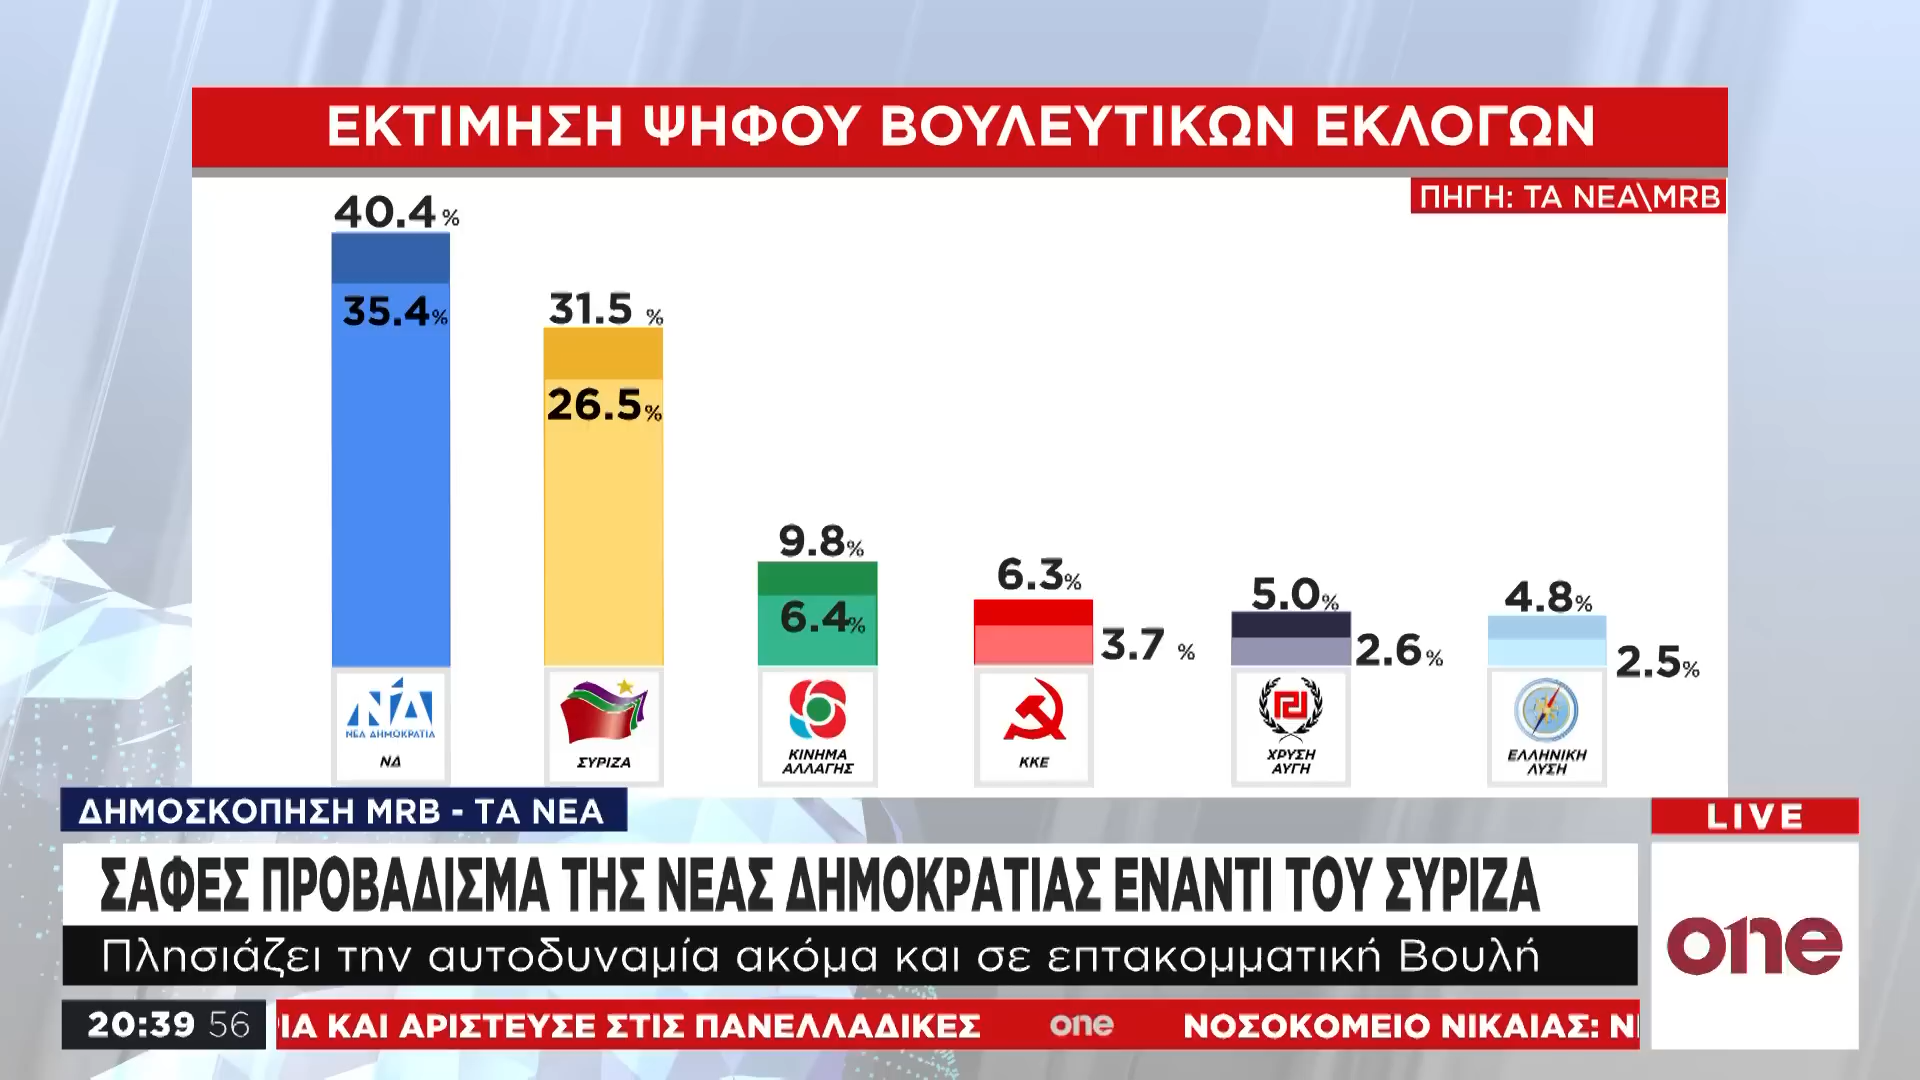 ΕΚΤΙΜΗΣΗ ΨΗΦΟΥ ΒΟΥΛΕΥΤΙΚΩΝ ΕΚΛΟΓΩΝ
ΠΗΓΗ: ΤΑ ΝΕΑ\MRB
40.4 %
35.4%
31.5 %
26.5%
9.8%
6.4%
6.3%
3.7 %
5.0%
2.6%
4.8%
2.5%
ΝΔ
ΝΕΑ ΔΗΜΟΚΡΑΤΙΑ
ΝΔ
ΣΥΡΙΖΑ
ΚΙΝΗΜΑ
ΑΛΛΑΓΗΣ
ΚΚΕ
ΧΡΥΣΗ
ΑΥΓΗ
ΕΛΛΗΝΙΚΗ
ΛΥΣΗ
ΔΗΜΟΣΚΟΠΗΣΗ MRB - ΤΑ ΝΕΑ
LIVE
ΣΑΦΕΣ ΠΡΟΒΑΔΙΣΜΑ ΤΗΣ ΝΕΑΣ ΔΗΜΟΚΡΑΤΙΑΣ ΕΝΑΝΤΙ ΤΟΥ ΣΥΡΙΖΑ
Πλησιάζει την αυτοδυναμία ακόμα και σε επτακομματική Βουλή
one
20:39 56
ΙΑ ΚΑΙ ΑΡΙΣΤΕΥΣΕ ΣΤΙΣ ΠΑΝΕΛΛΑΔΙΚΕΣ one ΝΟΣΟΚΟΜΕΙΟ ΝΙΚΑΙΑΣ: